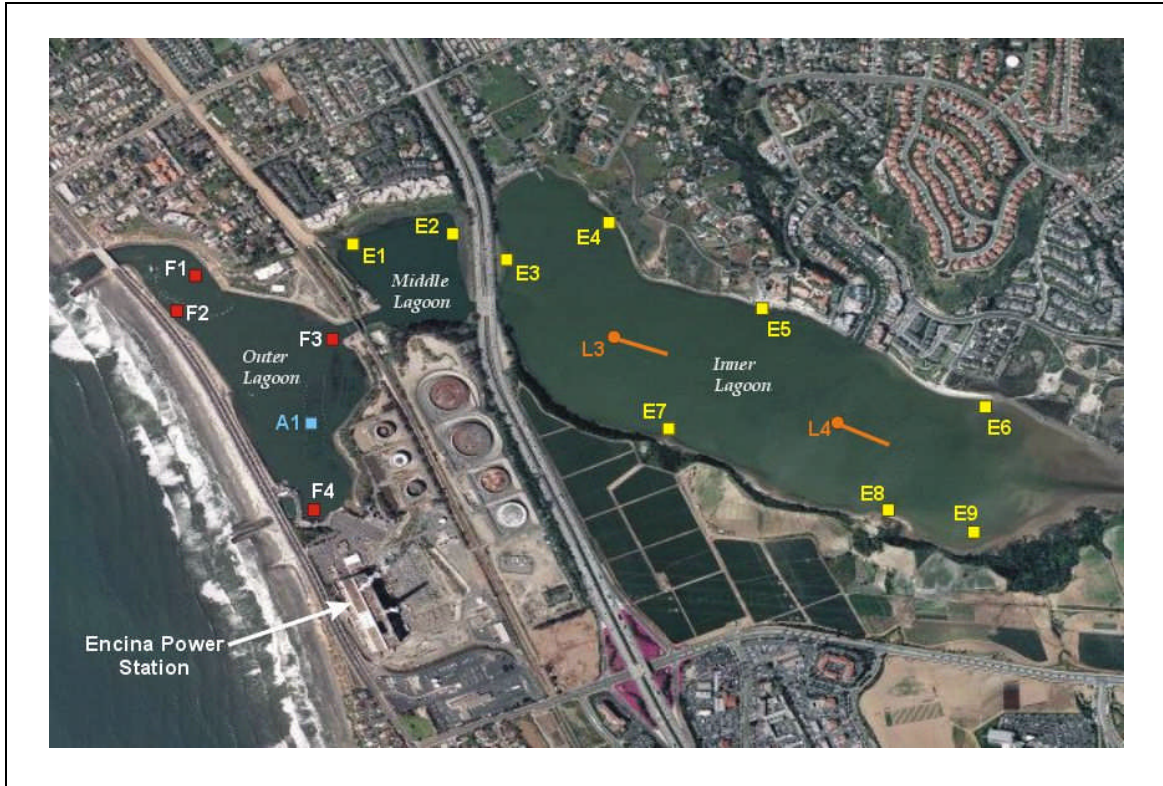 E1
E2
E3
E4
F1
F2
Middle
Lagoon
F3
Outer
Lagoon
A1
F4
L3
E5
Inner
Lagoon
E7
L4
E6
E8
E9
Encina Power
Station